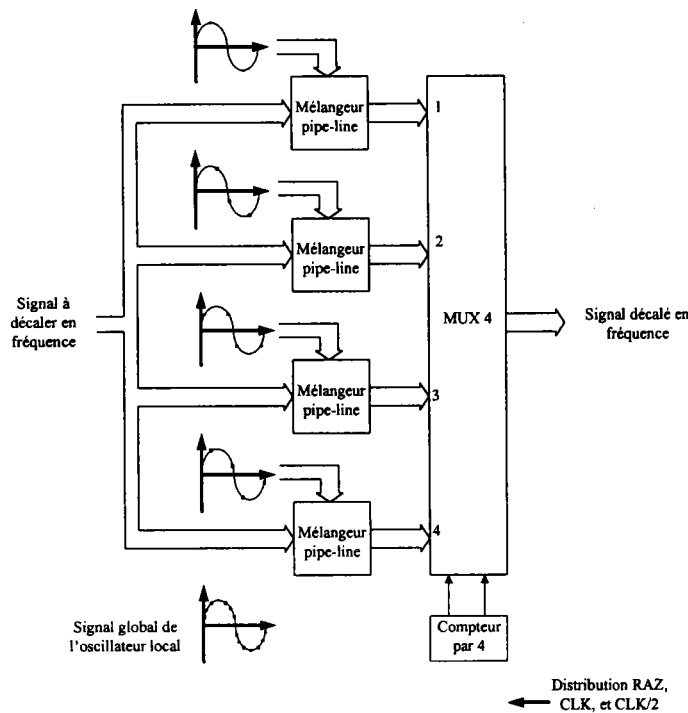 Mélangeur
pipe-line
1
Mélangeur
pipe-line
2
Signal à
décaler en
fréquence
MUX 4
Signal décalé en
fréquence
Mélangeur
pipe-line
3
Mélangeur
pipe-line
4
Signal global de
l'oscillateur local
Compteur
par 4
Distribution RAZ,
CLK, et CLK/2